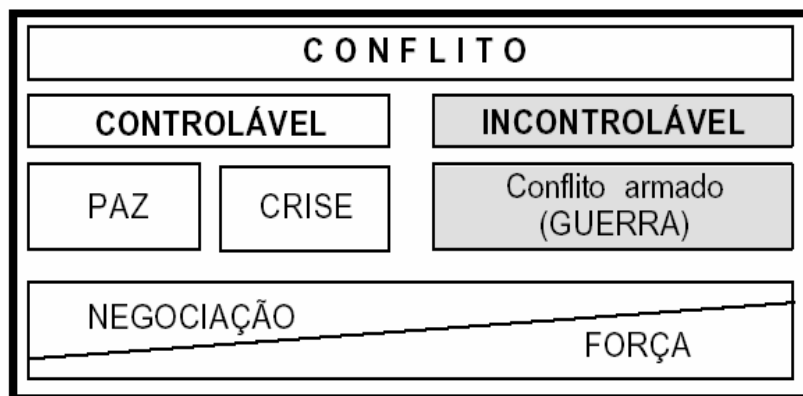 CONFLITO
CONTROLÁVEL
INCONTROLÁVEL
PAZ
CRISE
Conflito armado
(GUERRA)
NEGOCIAÇÃO
FORÇA